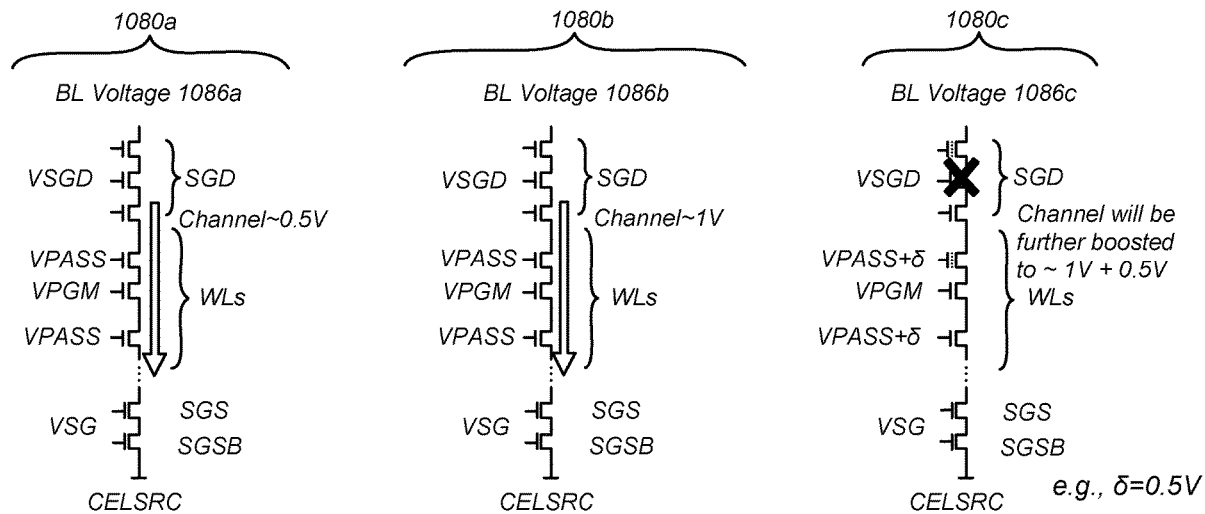 1080a
BL Voltage 1086a
VSGD
SGD
Channel~0.5V
VPASS
VPGM
WLs
VPASS
VSG
SGS
SGSB
CELSRC
1080b
BL Voltage 1086b
VSGD
SGD
Channel~1V
VPASS
VPGM
WLs
VPASS
VSG
SGS
SGSB
CELSRC
1080c
BL Voltage 1086c
VSGD
SGD
Channel will be
further boosted
to ~ 1V + 0.5V
VPASS+δ
VPGM
WLs
VPASS+δ
VSG
SGS
SGSB
CELSRC
e.g., δ=0.5V